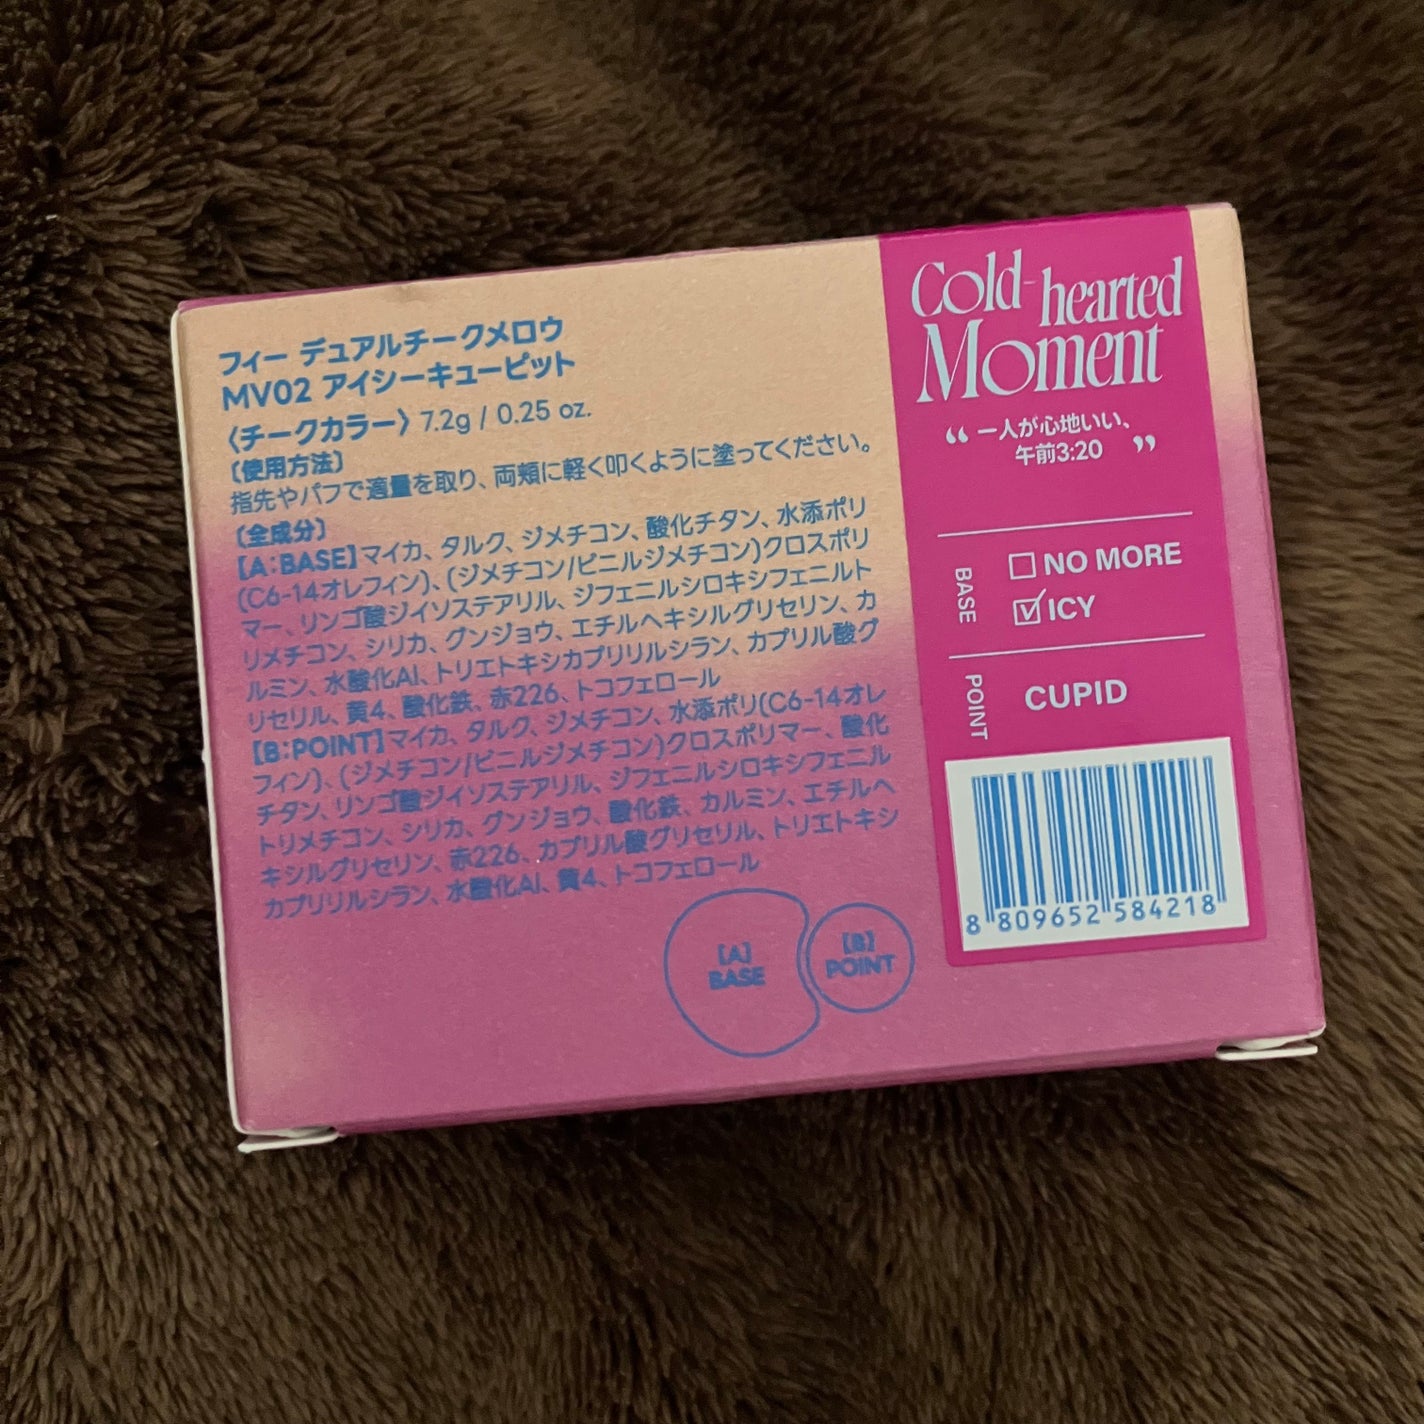 フィー デュアルチークメロウ
MV02 アイシーキューピット
〈チークカラー〉7.2g / 0.25 oz.
〔使用方法〕
指先やパフで適量を取り、両頬に軽く叩くように塗ってください。
〔全成分〕
【A:BASE】マイカ、タルク、ジメチコン、酸化チタン、水添ポリ
(C6-14オレフィン)、(ジメチコン/ビニルジメチコン)クロスポリ
マー、リンゴ酸ジイソステアリル、ジフェニルシロキシフェニルト
リメチコン、シリカ、グンジョウ、エチルヘキシルグリセリン、カ
ルミン、水酸化Al、トリエトキシカプリリルシラン、カプリル酸グ
リセリル、黄4、酸化鉄、赤226、トコフェロール
【B:POINT】マイカ、タルク、ジメチコン、水添ポリ(C6-14オレ
フィン)、(ジメチコン/ビニルジメチコン)クロスポリマー、酸化
チタン、リンゴ酸ジイソステアリル、ジフェニルシロキシフェニル
トリメチコン、シリカ、グンジョウ、酸化鉄、カルミン、エチルヘ
キシルグリセリン、赤226、カプリル酸グリセリル、トリエトキシ
カプリリルシラン、水酸化Al、黄4、トコフェロール
[A]
BASE
[B]
POINT
Cold-hearted
Moment
“一人が心地いい、
午前3:20”
BASE
NO MORE
ICY
POINT
CUPID
8 809652 584218